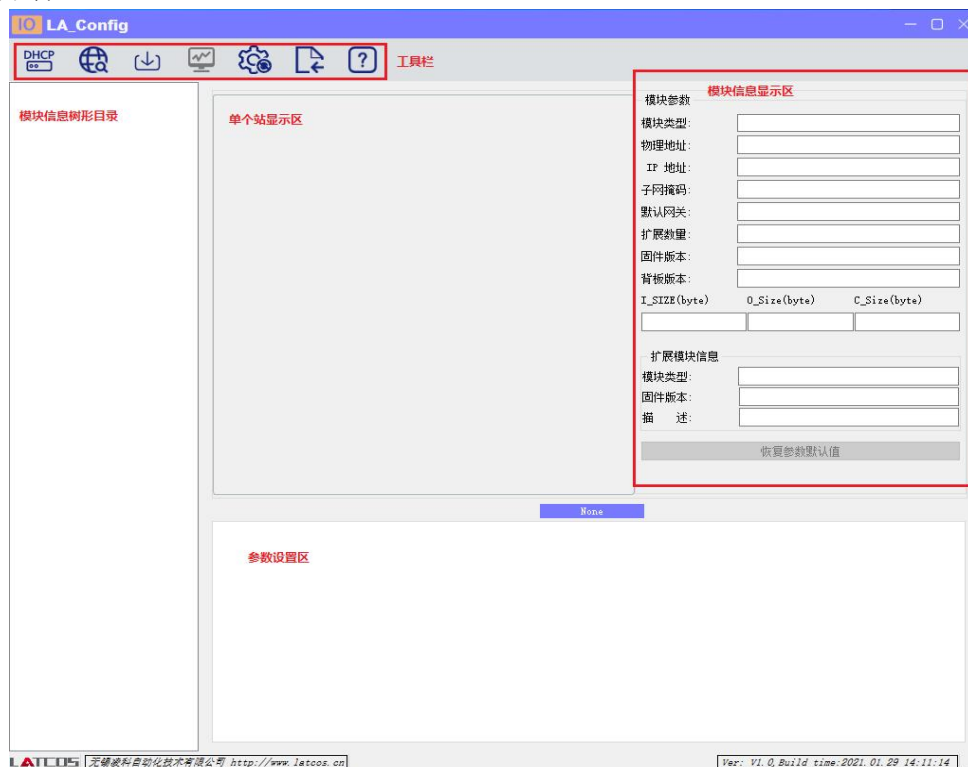 IO LA_Config
DHCP
工具栏
模块信息树形目录
单个站显示区
模块信息显示区
模块参数
模块类型:
物理地址:
IP 地址:
子网掩码:
默认网关:
扩展数量:
固件版本:
背板版本:
I_SIZE(byte) O_Size(byte) C_Size(byte)
扩展模块信息
模块类型:
固件版本:
描 述:
恢复参数默认值
None
参数设置区
LATCOS 无锡凌科自动化技术有限公司 http://www.latcos.cn
Ver: V1.0,Build time:2021.01.29 14:11:14